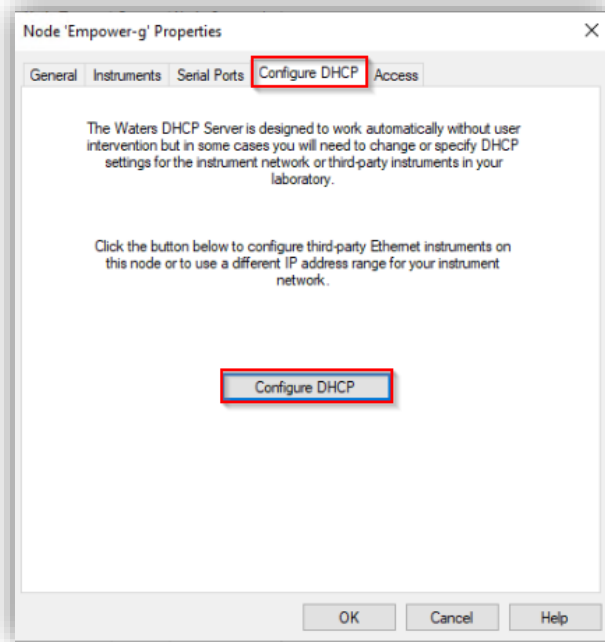 Node 'Empower-g' Properties
General Instruments Serial Ports Configure DHCP Access
The Waters DHCP Server is designed to work automatically without user
intervention but in some cases you will need to change or specify DHCP
settings for the instrument network or third-party instruments in your
laboratory.
Click the button below to configure third-party Ethernet instruments on
this node or to use a different IP address range for your instrument
network.
Configure DHCP
OK Cancel Help